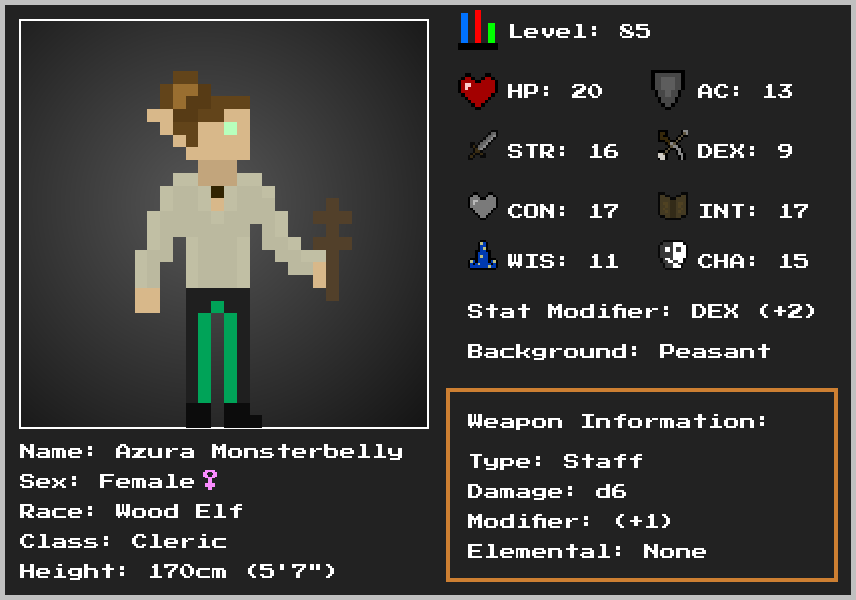 Level: 85
HP: 20
AC: 13
STR: 16
DEX: 9
CON: 17
INT: 17
WIS: 11
CHA: 15
Stat Modifier: DEX (+2)
Background: Peasant
Weapon Information:
Type: Staff
Damage: d6
Modifier: (+1)
Elemental: None
Name: Azura Monsterbelly
Sex: Female♀
Race: Wood Elf
Class: Cleric
Height: 170cm (5'7")